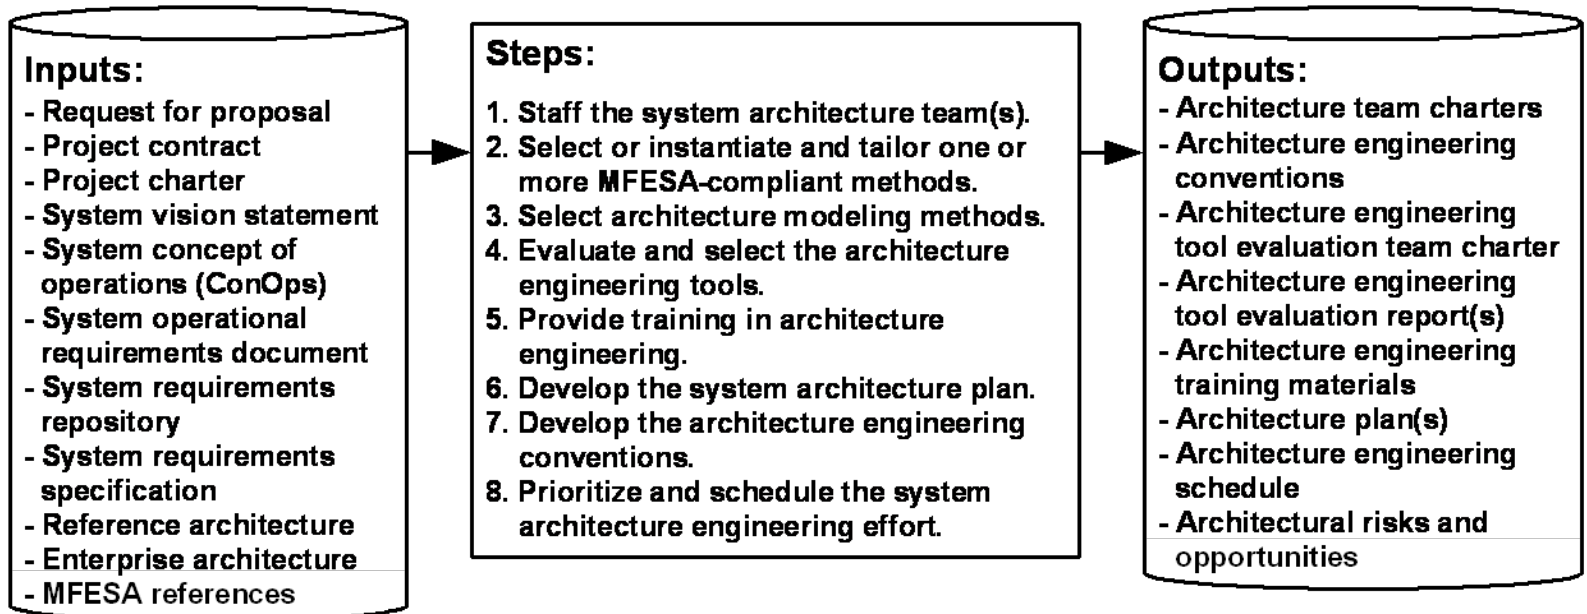 Inputs:
- Request for proposal
- Project contract
- Project charter
- System vision statement
- System concept of
operations (ConOps)
- System operational
requirements document
- System requirements
repository
- System requirements
specification
- Reference architecture
- Enterprise architecture
- MFESA references
Steps:
1. Staff the system architecture team(s).
2. Select or instantiate and tailor one or
more MFESA-compliant methods.
3. Select architecture modeling methods.
4. Evaluate and select the architecture
engineering tools.
5. Provide training in architecture
engineering.
6. Develop the system architecture plan.
7. Develop the architecture engineering
conventions.
8. Prioritize and schedule the system
architecture engineering effort.
Outputs:
- Architecture team charters
- Architecture engineering
conventions
- Architecture engineering
tool evaluation team charter
- Architecture engineering
tool evaluation report(s)
- Architecture engineering
training materials
- Architecture plan(s)
- Architecture engineering
schedule
- Architectural risks and
opportunities